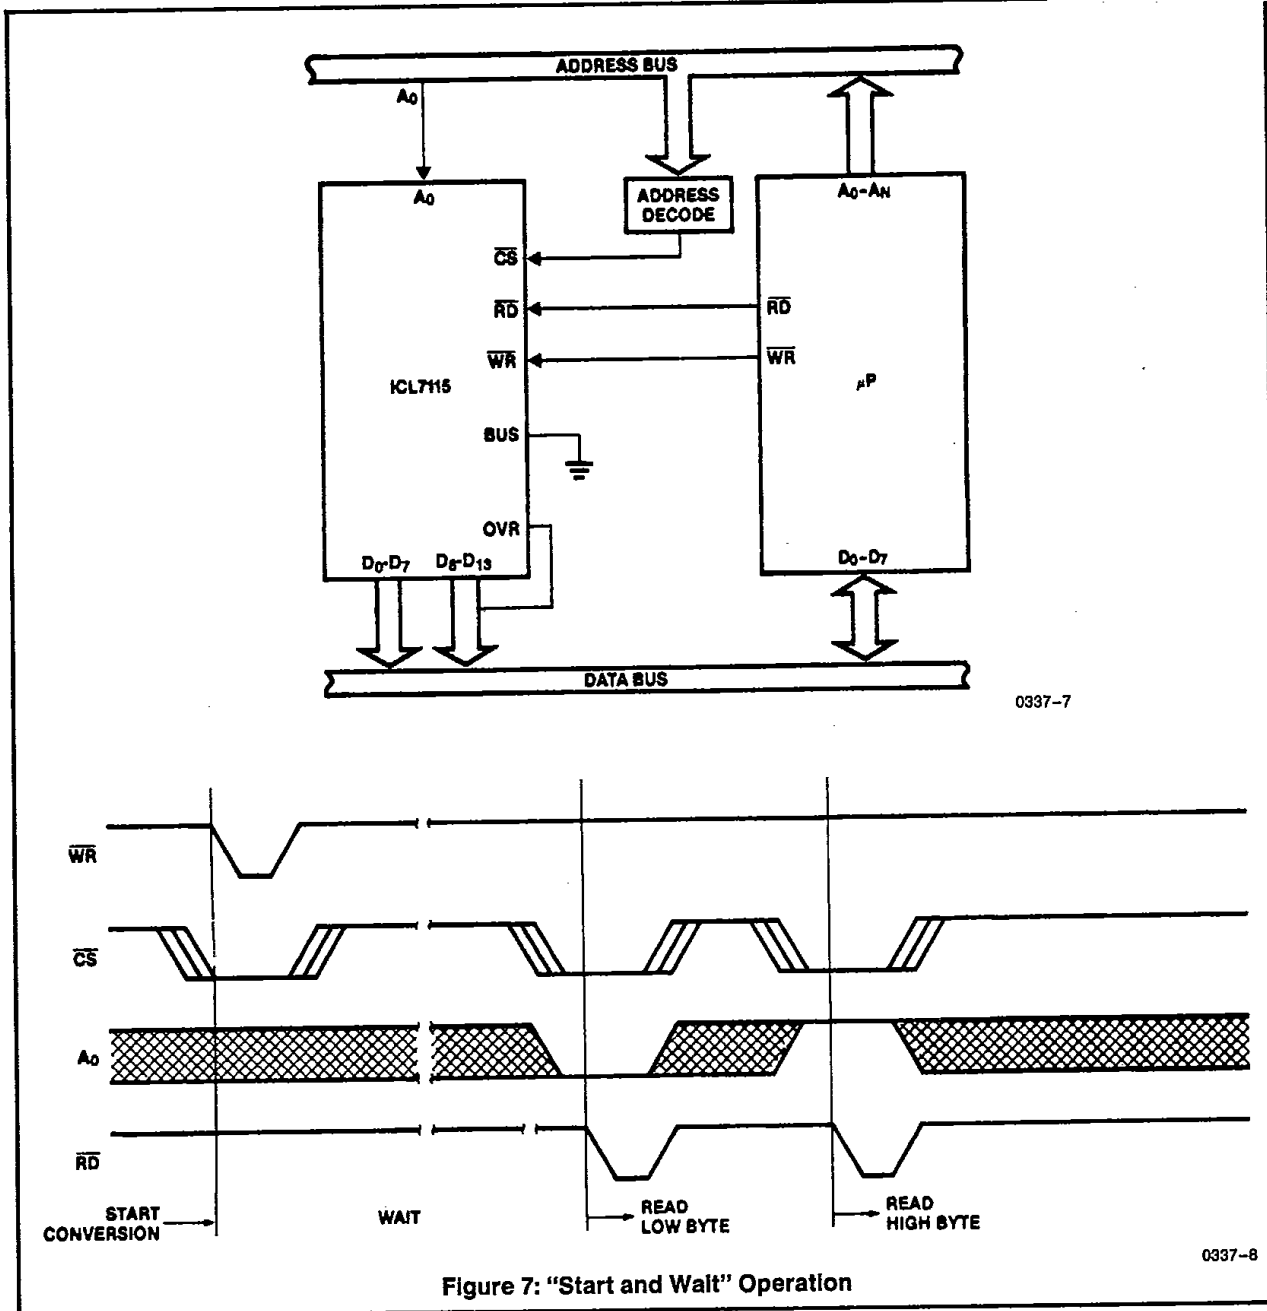 ADDRESS BUS
A0
A0
ADDRESS
DECODE
A0-AN
CS
RD
RD
WR
WR
ICL7115
μP
BUS
OVR
D0-D7
D8-D13
D0-D7
DATA BUS
0337-7
WR
CS
A0
RD
START
CONVERSION
WAIT
READ
LOW BYTE
READ
HIGH BYTE
0337-8
Figure 7: "Start and Wait" Operation